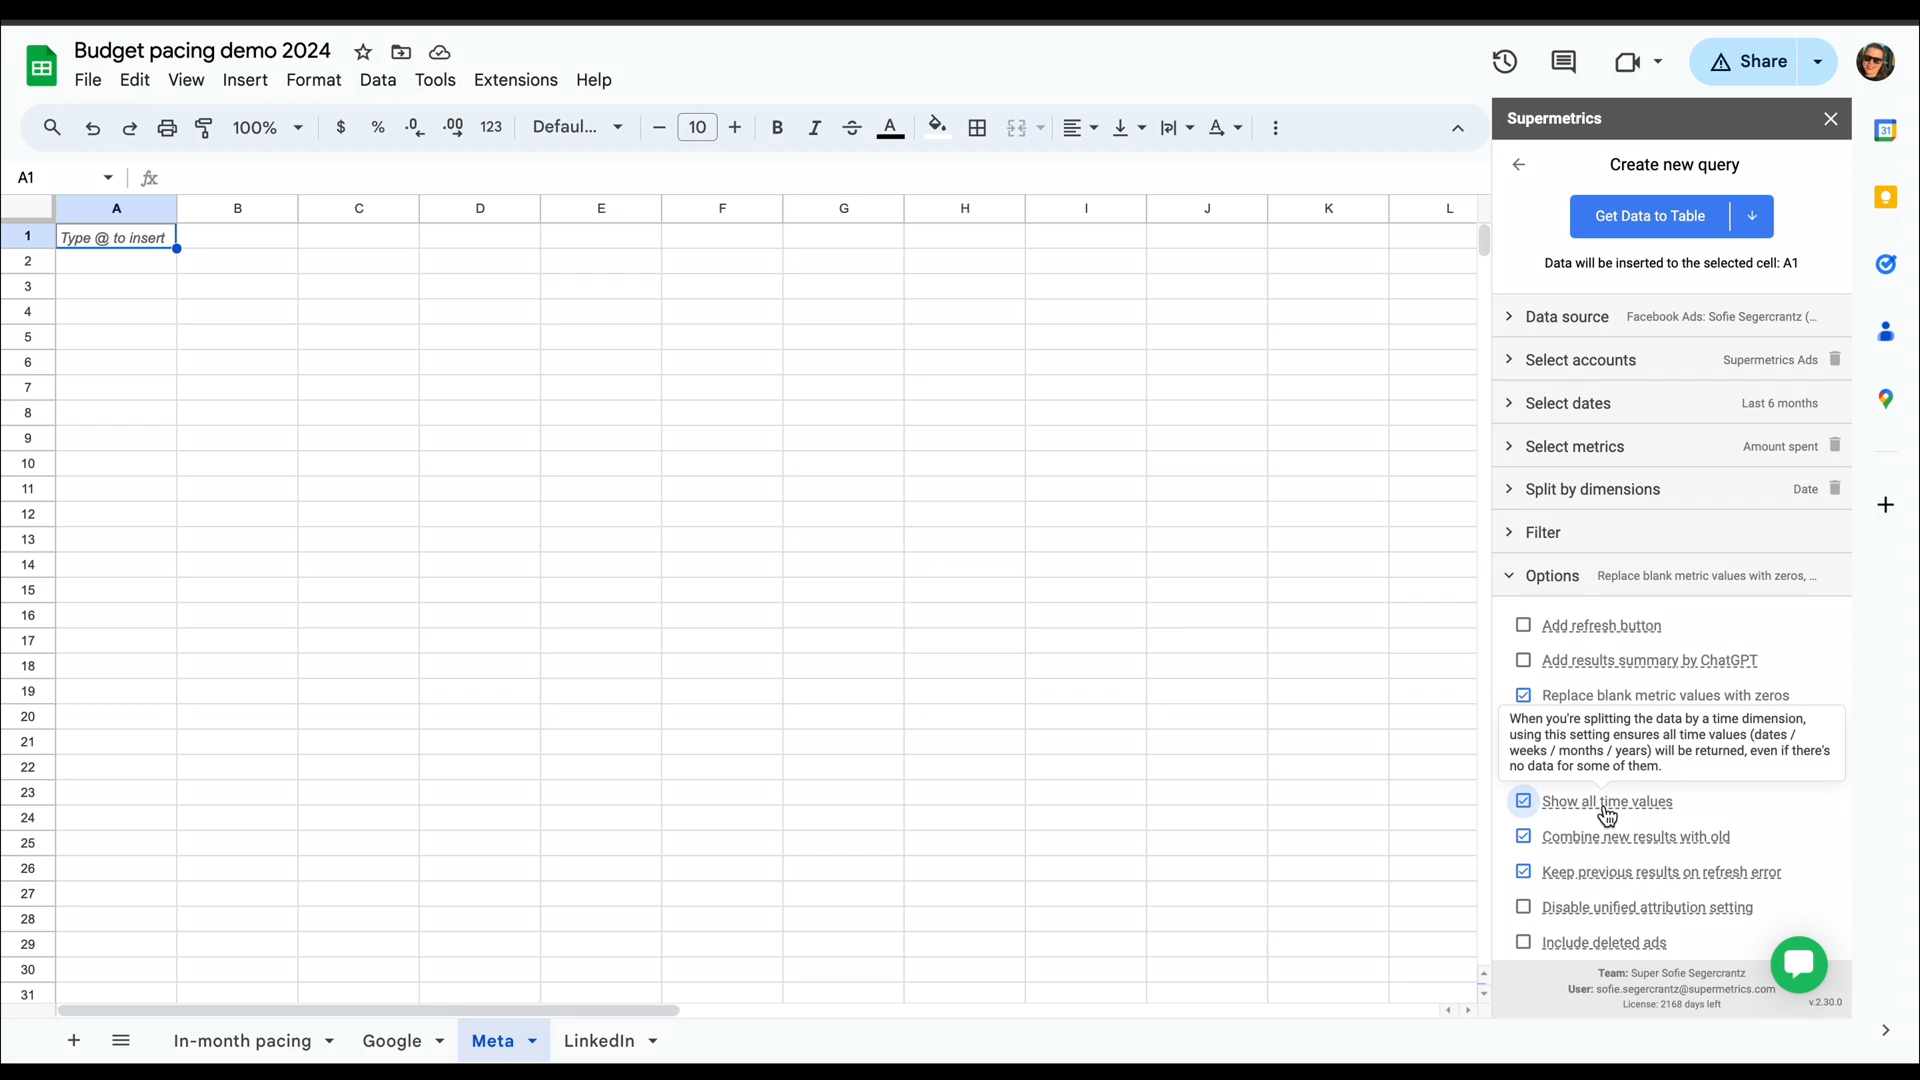 Budget pacing demo 2024
File Edit View Insert Format Data Tools Extensions Help
Share
100% $ % .0 .00 123 Defaul... 10 B I S A A
A1 fx
A B C D E F G H I J K L
1 Type @ to insert
2
3
4
5
6
7
8
9
10
11
12
13
14
15
16
17
18
19
20
21
22
23
24
25
26
27
28
29
30
31
Supermetrics
Create new query
Get Data to Table
Data will be inserted to the selected cell: A1
Data source Facebook Ads: Sofie Segercrantz (...
Select accounts Supermetrics Ads
Select dates Last 6 months
Select metrics Amount spent
Split by dimensions Date
Filter
Options Replace blank metric values with zeros, ...
Add refresh button
Add results summary by ChatGPT
Replace blank metric values with zeros
When you're splitting the data by a time dimension,
using this setting ensures all time values (dates /
weeks / months / years) will be returned, even if there's
no data for some of them.
Show all time values
Combine new results with old
Keep previous results on refresh error
Disable unified attribution setting
Include deleted ads
Team: Super Sofie Segercrantz
User: sofie.segercrantz@supermetrics.com
License: 2168 days left v.2.30.0
31
In-month pacing Google Meta LinkedIn